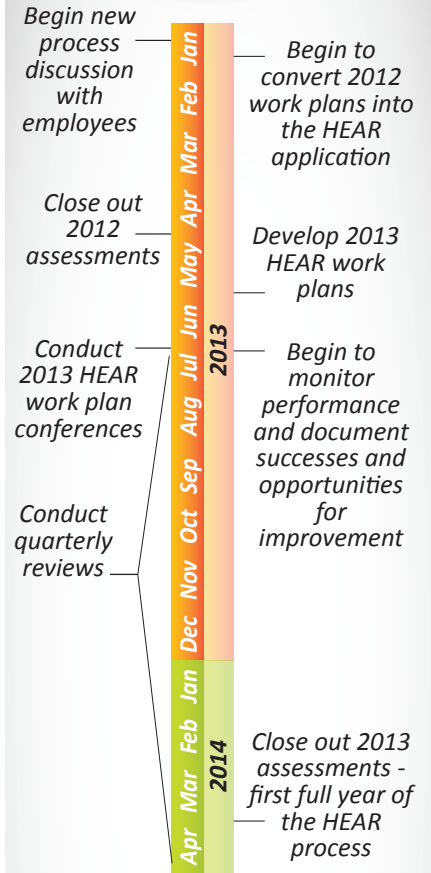 Begin new
process
discussion
with
employees
Begin to
convert 2012
work plans into
the HEAR
application
Close out
2012
assessments
Develop 2013
HEAR work
plans
Conduct
2013 HEAR
work plan
conferences
Begin to
monitor
performance
and document
successes and
opportunities
for
improvement
Conduct
quarterly
reviews
Close out 2013
assessments -
first full year of
the HEAR
process
Jan
Feb
Mar
Apr
May
Jun
Jul
Aug
Sep
Oct
Nov
Dec
2013
Jan
Feb
Mar
Apr
2014